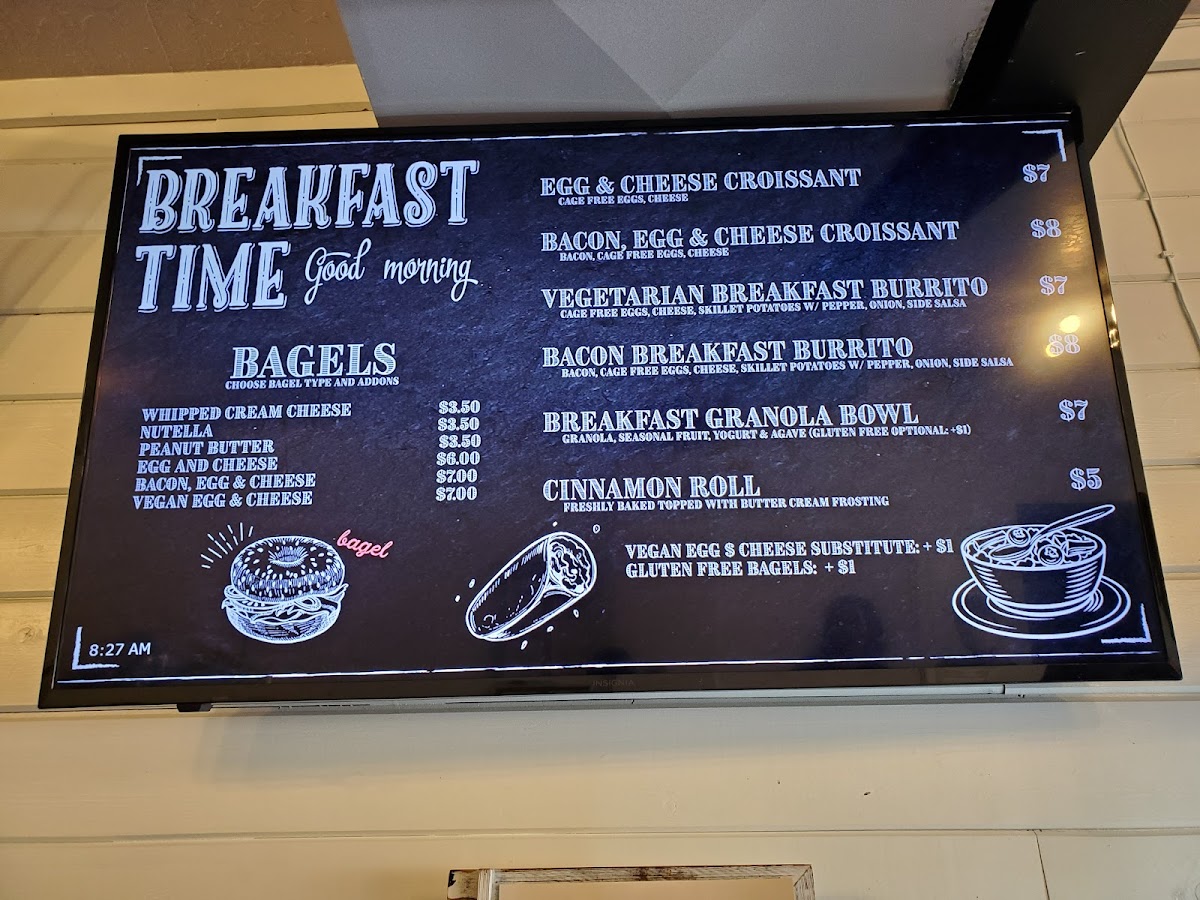 BREAKFAST
TIME Good morning
BAGELS
CHOOSE BAGEL TYPE AND ADDONS
WHIPPED CREAM CHEESE $3.50
NUTELLA $3.50
PEANUT BUTTER $3.50
EGG AND CHEESE $6.00
BACON, EGG & CHEESE $7.00
VEGAN EGG & CHEESE $7.00
bagel
8:27 AM
EGG & CHEESE CROISSANT $7
CAGE FREE EGGS, CHEESE
BACON, EGG & CHEESE CROISSANT $8
BACON, CAGE FREE EGGS, CHEESE
VEGETARIAN BREAKFAST BURRITO $7
CAGE FREE EGGS, CHEESE, SKILLET POTATOES W/ PEPPER, ONION, SIDE SALSA
BACON BREAKFAST BURRITO $8
BACON, CAGE FREE EGGS, CHEESE, SKILLET POTATOES W/ PEPPER, ONION, SIDE SALSA
BREAKFAST GRANOLA BOWL $7
GRANOLA, SEASONAL FRUIT, YOGURT & AGAVE (GLUTEN FREE OPTIONAL: +$1)
CINNAMON ROLL $5
FRESHLY BAKED TOPPED WITH BUTTER CREAM FROSTING
VEGAN EGG $ CHEESE SUBSTITUTE: + $1
GLUTEN FREE BAGELS: + $1
INSIGNIA